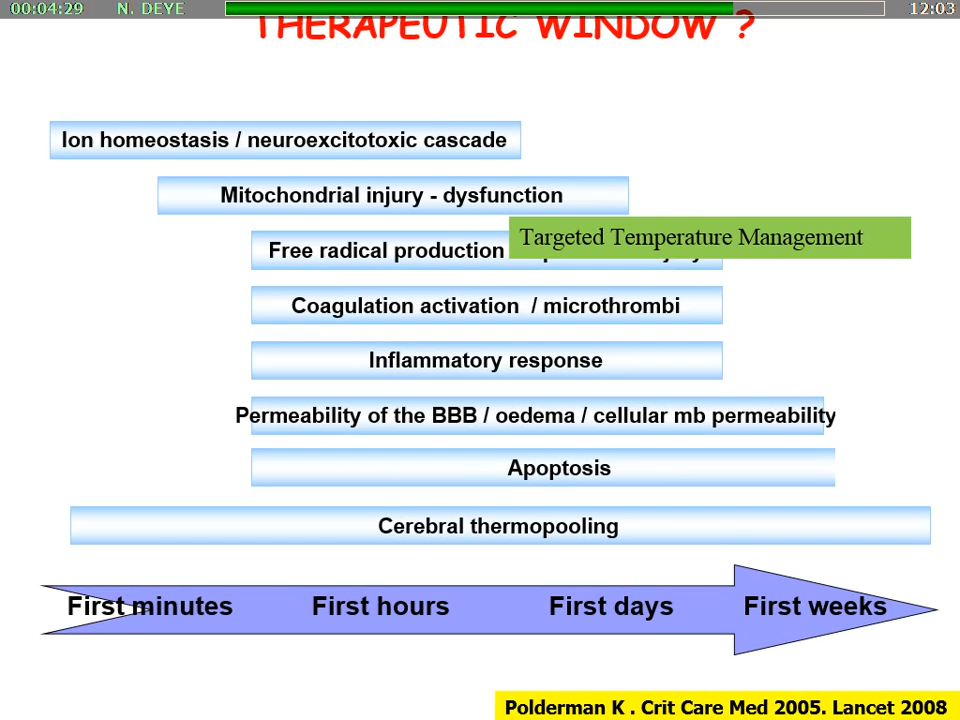 00:04:29 N. DEYE 12:03
THERAPEUTIC WINDOW ?
Ion homeostasis / neuroexcitotoxic cascade
Mitochondrial injury - dysfunction
Targeted Temperature Management
Free radical production
Coagulation activation / microthrombi
Inflammatory response
Permeability of the BBB / oedema / cellular mb permeability
Apoptosis
Cerebral thermopooling
First minutes First hours First days First weeks
Polderman K . Crit Care Med 2005. Lancet 2008